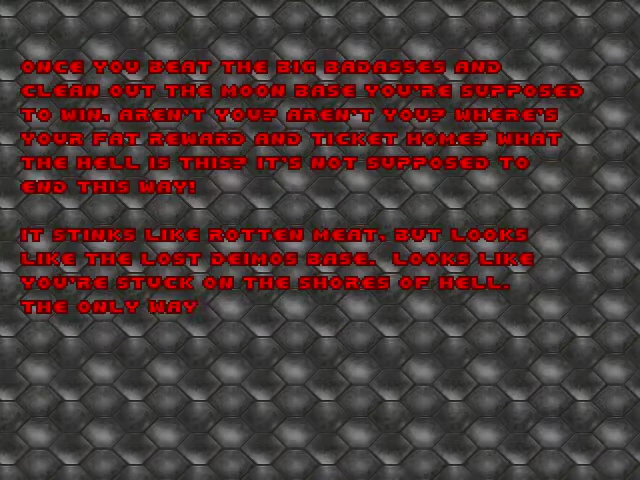 ONCE YOU BEAT THE BIG BADASSES AND
CLEAN OUT THE MOON BASE YOU'RE SUPPOSED
TO WIN, AREN'T YOU? AREN'T YOU? WHERE'S
YOUR FAT REWARD AND TICKET HOME? WHAT
THE HELL IS THIS? IT'S NOT SUPPOSED TO
END THIS WAY!

IT STINKS LIKE ROTTEN MEAT, BUT LOOKS
LIKE THE LOST DEIMOS BASE.  LOOKS LIKE
YOU'RE STUCK ON THE SHORES OF HELL.
THE ONLY WAY